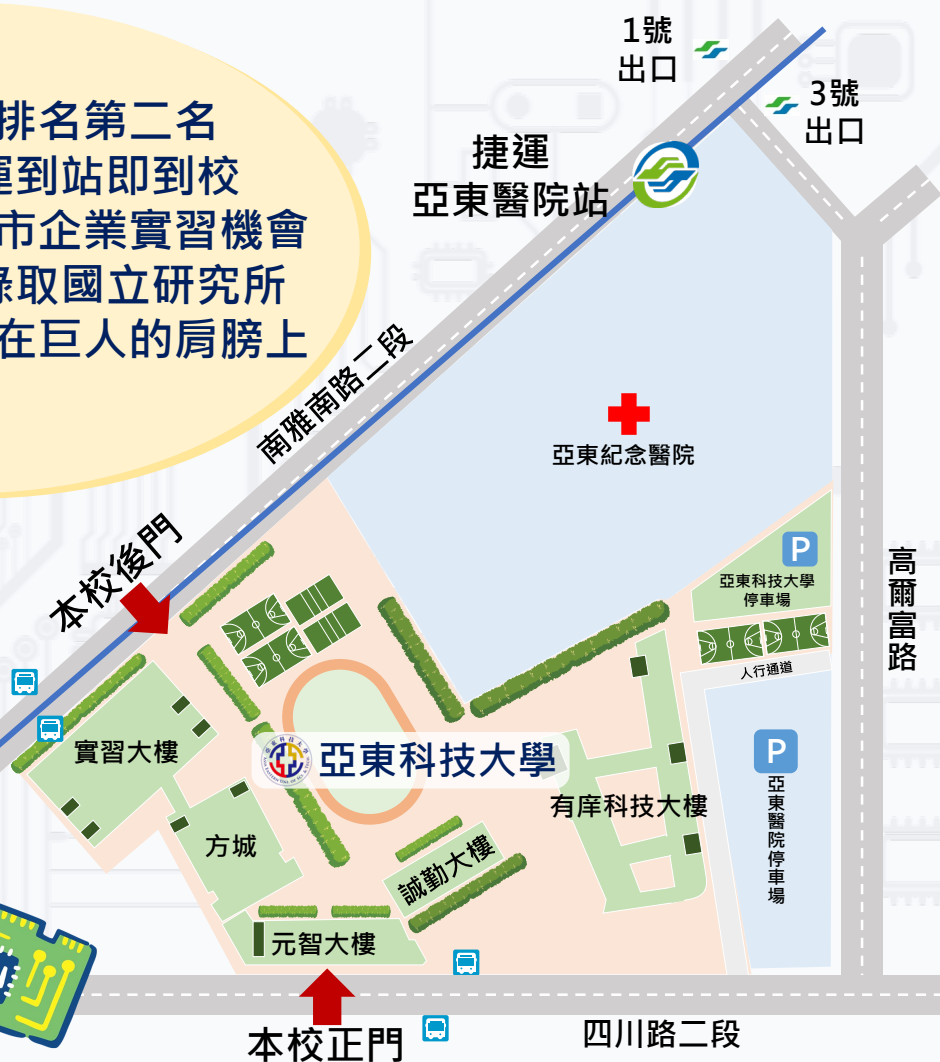 1號
出口
3號
出口
排名第二名
到站即到校
市企業實習機會
錄取國立研究所
在巨人的肩膀上
捷運
亞東醫院站
南雅南路二段
亞東紀念醫院
本校後門
P
亞東科技大學
停車場
高爾富路
人行通道
實習大樓
亞東科技大學
P
亞東醫院停車場
有庠科技大樓
方城
誠勤大樓
元智大樓
本校正門
四川路二段